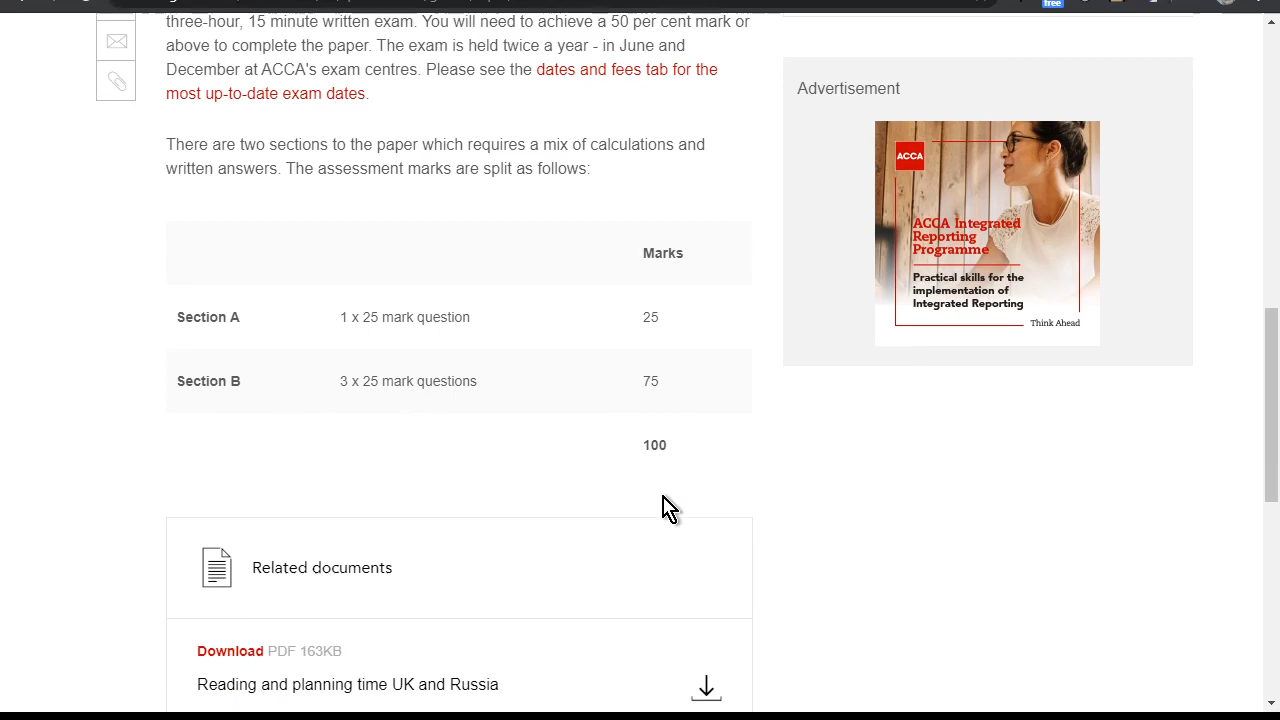 free
three-hour, 15 minute written exam. You will need to achieve a 50 per cent mark or
above to complete the paper. The exam is held twice a year - in June and
December at ACCA's exam centres. Please see the dates and fees tab for the
most up-to-date exam dates.
There are two sections to the paper which requires a mix of calculations and
written answers. The assessment marks are split as follows:
Marks
Section A 1 x 25 mark question 25
Section B 3 x 25 mark questions 75
100
Related documents
Download PDF 163KB
Reading and planning time UK and Russia
Advertisement
ACCA
ACCA Integrated
Reporting
Programme
Practical skills for the
implementation of
Integrated Reporting
Think Ahead